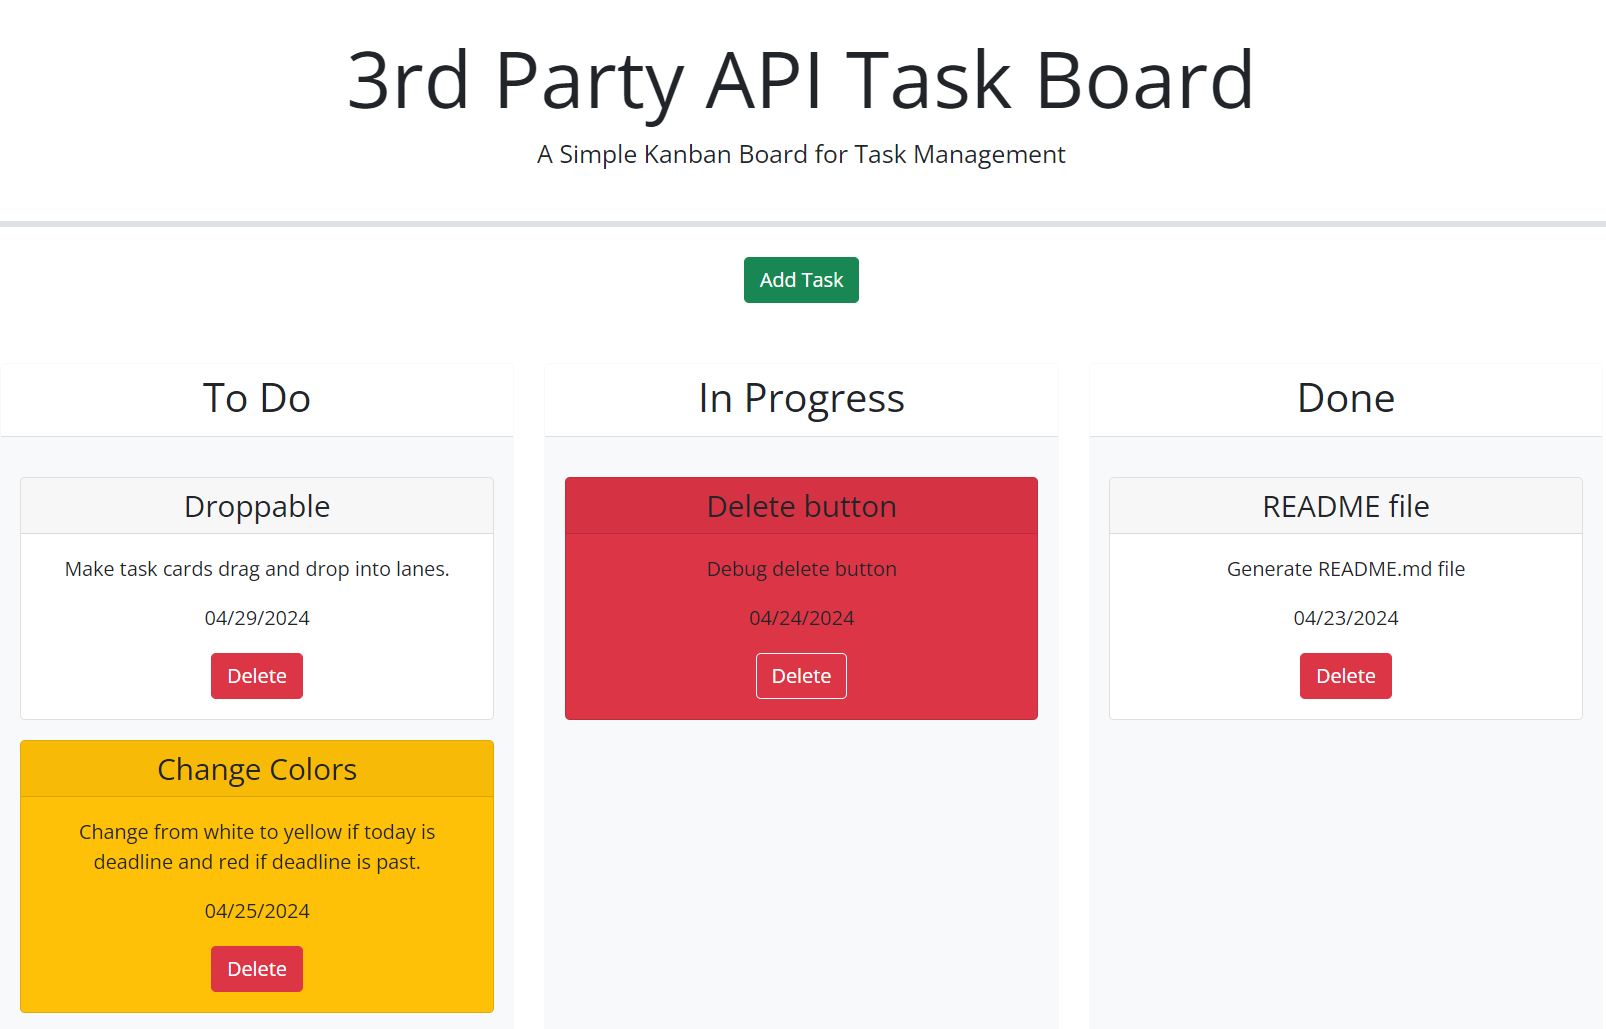 3rd Party API Task Board
A Simple Kanban Board for Task Management
Add Task
To Do
Droppable
Make task cards drag and drop into lanes.
04/29/2024
Delete
Change Colors
Change from white to yellow if today is
deadline and red if deadline is past.
04/25/2024
Delete
In Progress
Delete button
Debug delete button
04/24/2024
Delete
Done
README file
Generate README.md file
04/23/2024
Delete